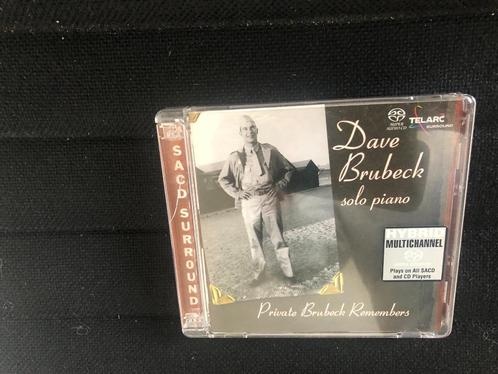 SACD SURROUND
SUPER AUDIO CD
TELARC
SURROUND
Dave
Brubeck
solo piano
HYBRID
MULTICHANNEL
Plays on All SACD
and CD Players
Private Brubeck Remembers